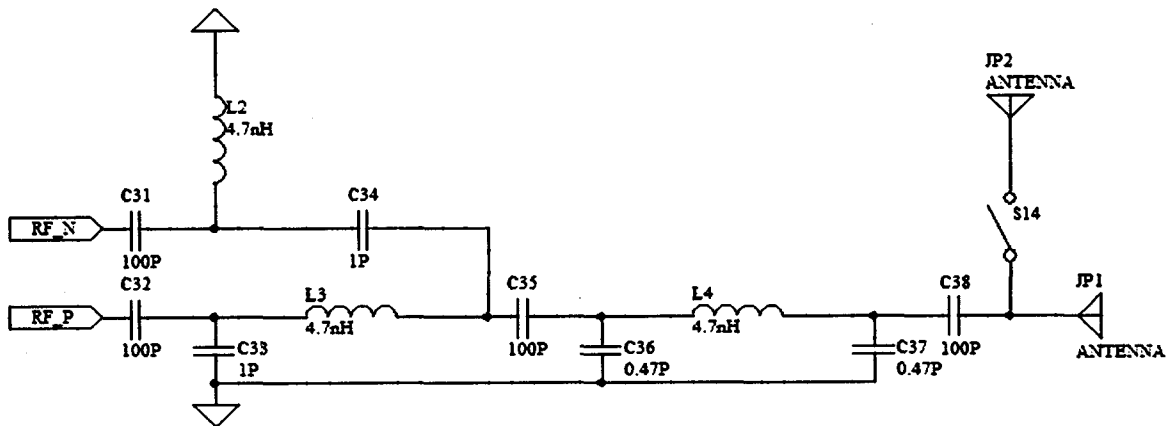 L2
4.7nH
JP2
ANTENNA
C31
C34
S14
RF_N
100P
1P
C32
C35
C38
L3
L4
JP1
RF_P
4.7nH
4.7nH
100P
C33
1P
100P
C36
0.47P
C37
0.47P
100P
ANTENNA